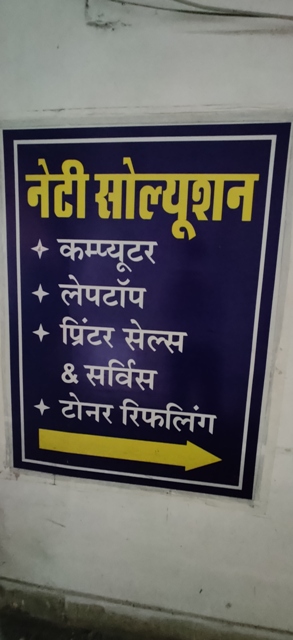 नेटी सोल्यूशन
कम्प्यूटर
लेपटॉप
प्रिंटर सेल्स
& सर्विस
टोनर रिफलिंग